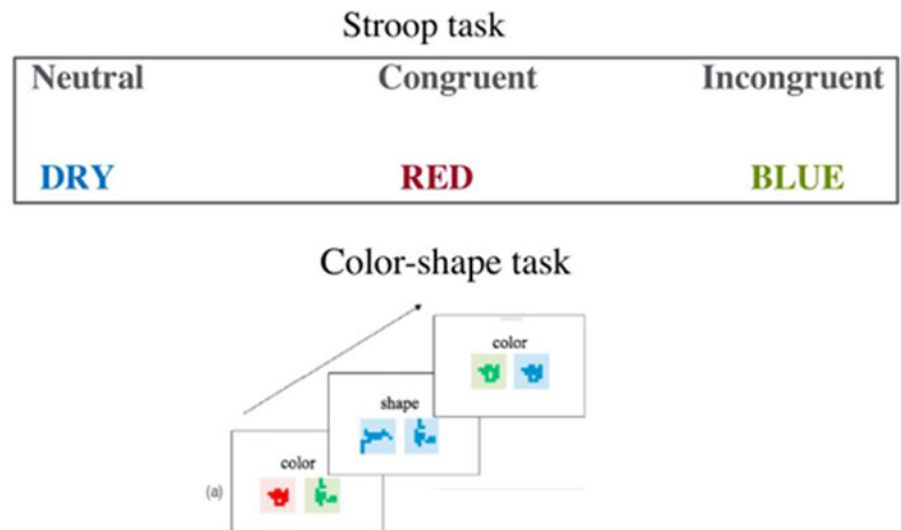 Stroop task
Neutral Congruent Incongruent
DRY RED BLUE
Color-shape task
color
shape
color
(a)